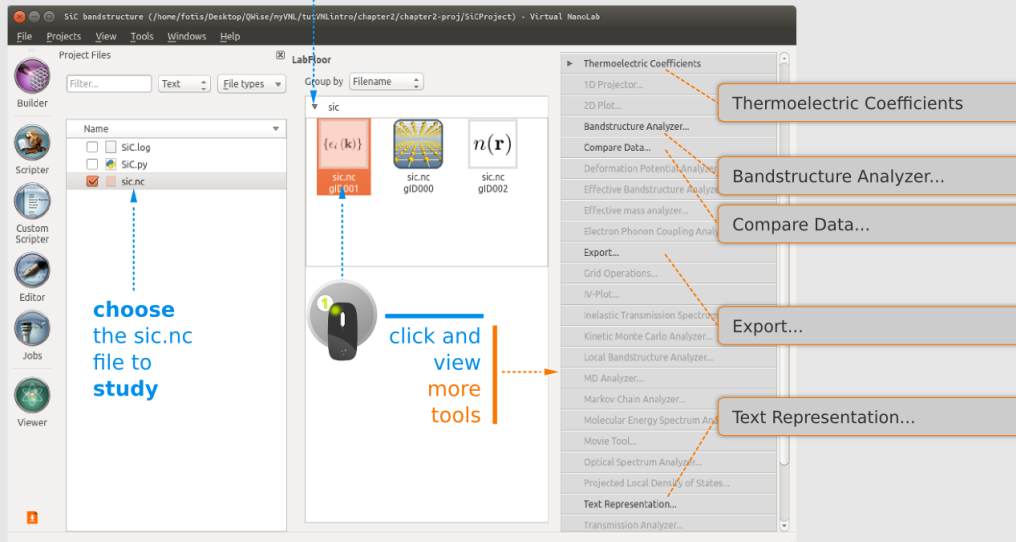 SiC bandstructure (/home/fotis/Desktop/QWise/myVNL/tutVNLintro/chapter2/chapter2-proj/SiCProject) - Virtual NanoLab
File Projects View Tools Windows Help
Project Files
Filter... Text File types
Name
SiC.log
SiC.py
sic.nc
Builder
Scripter
Custom
Scripter
Editor
Jobs
Viewer
choose
the sic.nc
file to
study
LabFloor
Group by Filename
sic
{ϵᵢ (k)}
sic.nc
gID001
sic.nc
gID000
n(r)
sic.nc
gID002
1
click and
view
more
tools
Thermoelectric Coefficients
1D Projector...
2D Plot...
Bandstructure Analyzer...
Compare Data...
Deformation Potential Analyzer...
Effective Bandstructure Analyze
Effective mass analyzer...
Electron Phonon Coupling Analy
Export...
Grid Operations...
IV-Plot...
Inelastic Transmission Spectrum
Kinetic Monte Carlo Analyzer...
Local Bandstructure Analyzer...
MD Analyzer...
Markov Chain Analyzer...
Molecular Energy Spectrum Ana
Movie Tool...
Optical Spectrum Analyzer...
Projected Local Density of States...
Text Representation...
Transmission Analyzer...
Thermoelectric Coefficients
Bandstructure Analyzer...
Compare Data...
Export...
Text Representation...